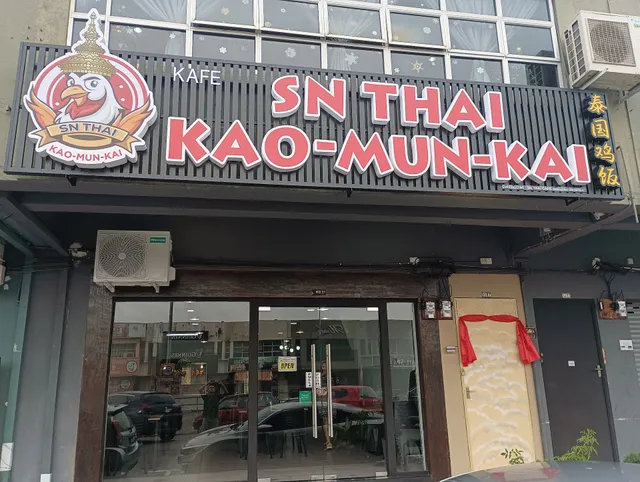 KAFE
SN THAI
KAO-MUN-KAI
泰国鸡饭
SN THAI
KAO-MUN-KAI
OPEN